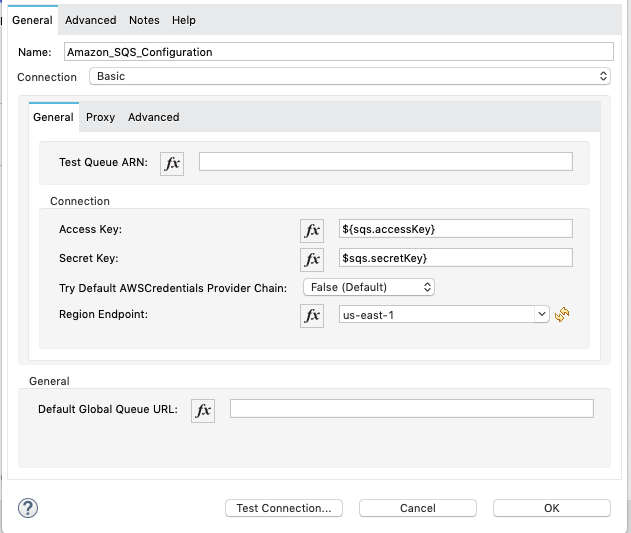 General Advanced Notes Help
Name: Amazon_SQS_Configuration
Connection Basic
General Proxy Advanced
Test Queue ARN: fx
Connection
Access Key: fx ${sqs.accessKey}
Secret Key: fx $sqs.secretKey}
Try Default AWSCredentials Provider Chain: False (Default)
Region Endpoint: fx us-east-1
General
Default Global Queue URL: fx
? Test Connection... Cancel OK